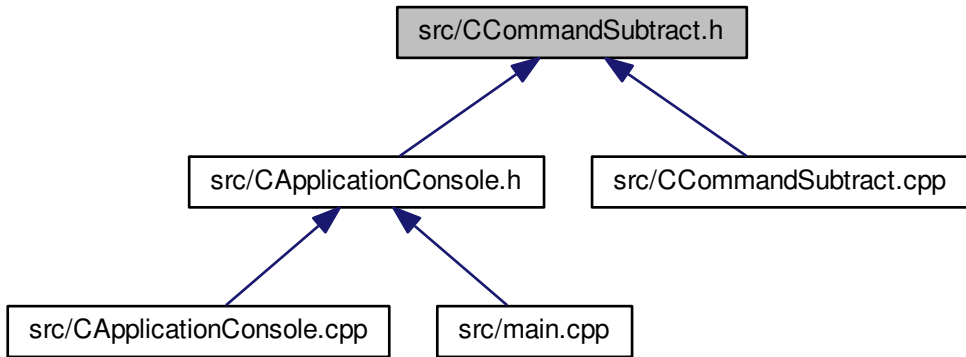 src/CCommandSubtract.h
src/CApplicationConsole.h
src/CCommandSubtract.cpp
src/CApplicationConsole.cpp
src/main.cpp